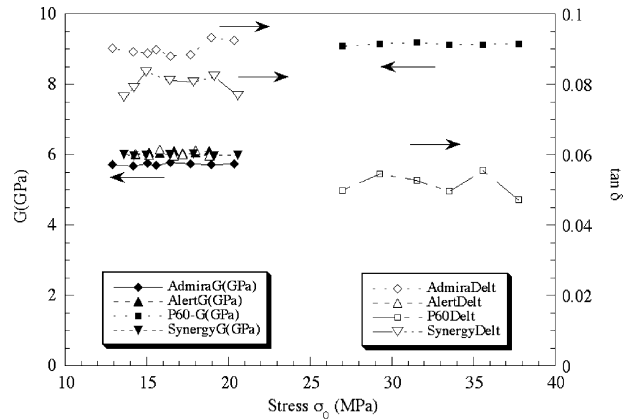 10
8
6
4
2
0
G(GPa)
0.1
0.08
0.06
0.04
0.02
0
tan δ
AdmiraG(GPa)
AlertG(GPa)
P60-G(GPa)
SynergyG(GPa)
AdmiraDelt
AlertDelt
P60Delt
SynergyDelt
10 15 20 25 30 35 40
Stress σ₀ (MPa)